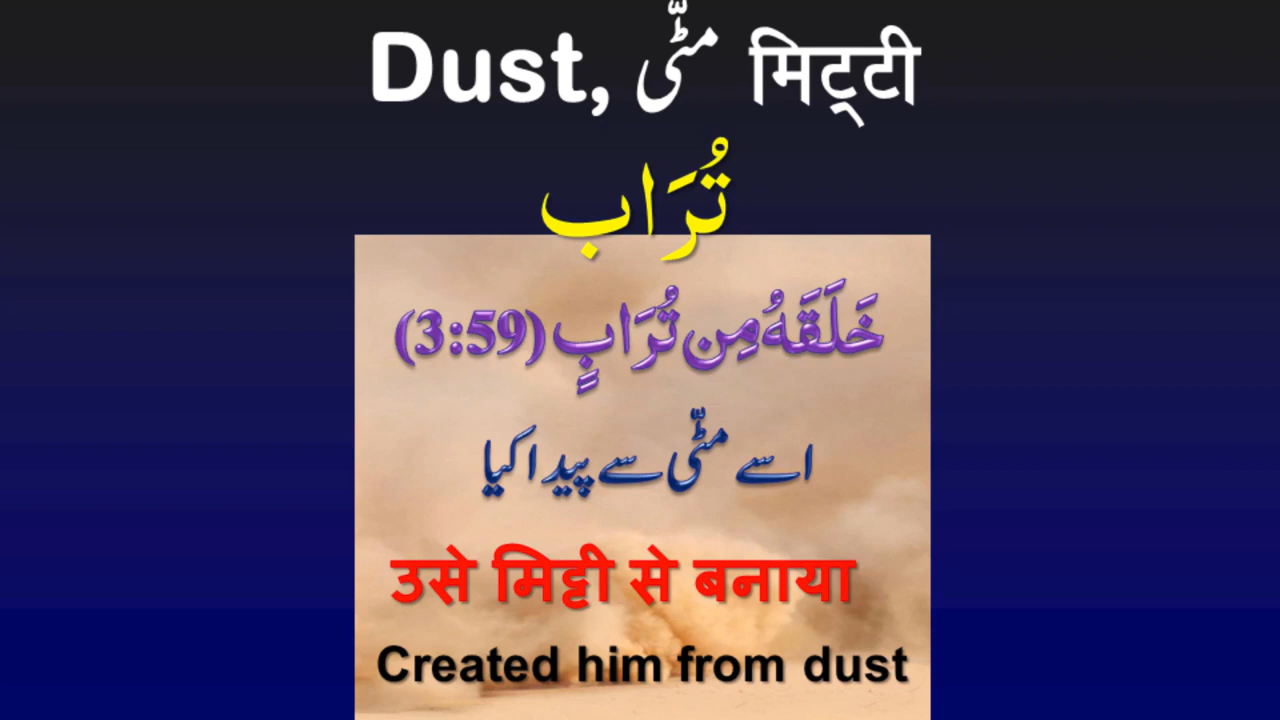 Dust, مٹّی मिट्टी
تُرَاب
خَلَقَهُ مِن تُرَابٍ (3:59)
اسے مٹّی سے پیدا کیا
उसे मिट्टी से बनाया
Created him from dust